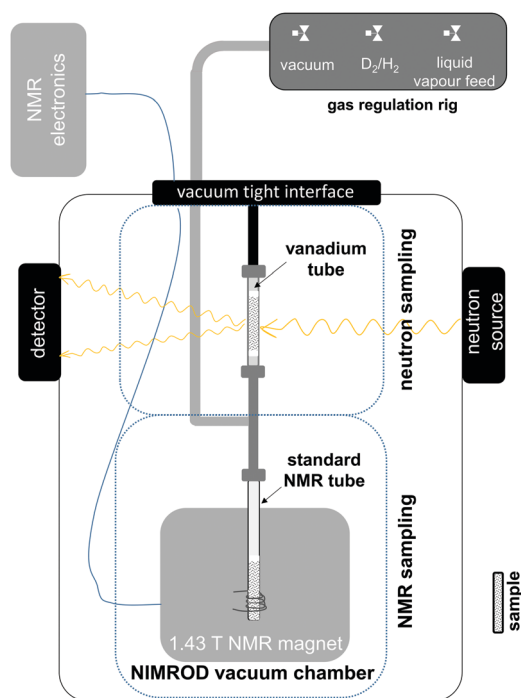 NMR
electronics
vacuum
D₂/H₂
liquid
vapour feed
gas regulation rig
vacuum tight interface
vanadium
tube
neutron sampling
detector
neutron
source
standard
NMR tube
NMR sampling
1.43 T NMR magnet
NIMROD vacuum chamber
sample